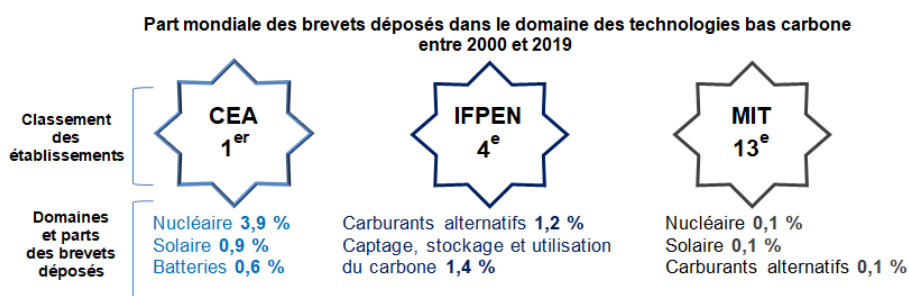 Part mondiale des brevets déposés dans le domaine des technologies bas carbone
entre 2000 et 2019
Classement
des
établissements
CEA
1er
IFPEN
4e
MIT
13e
Domaines
et parts
des brevets
déposés
Nucléaire 3,9 %
Solaire 0,9 %
Batteries 0,6 %
Carburants alternatifs 1,2 %
Captage, stockage et utilisation
du carbone 1,4 %
Nucléaire 0,1 %
Solaire 0,1 %
Carburants alternatifs 0,1 %